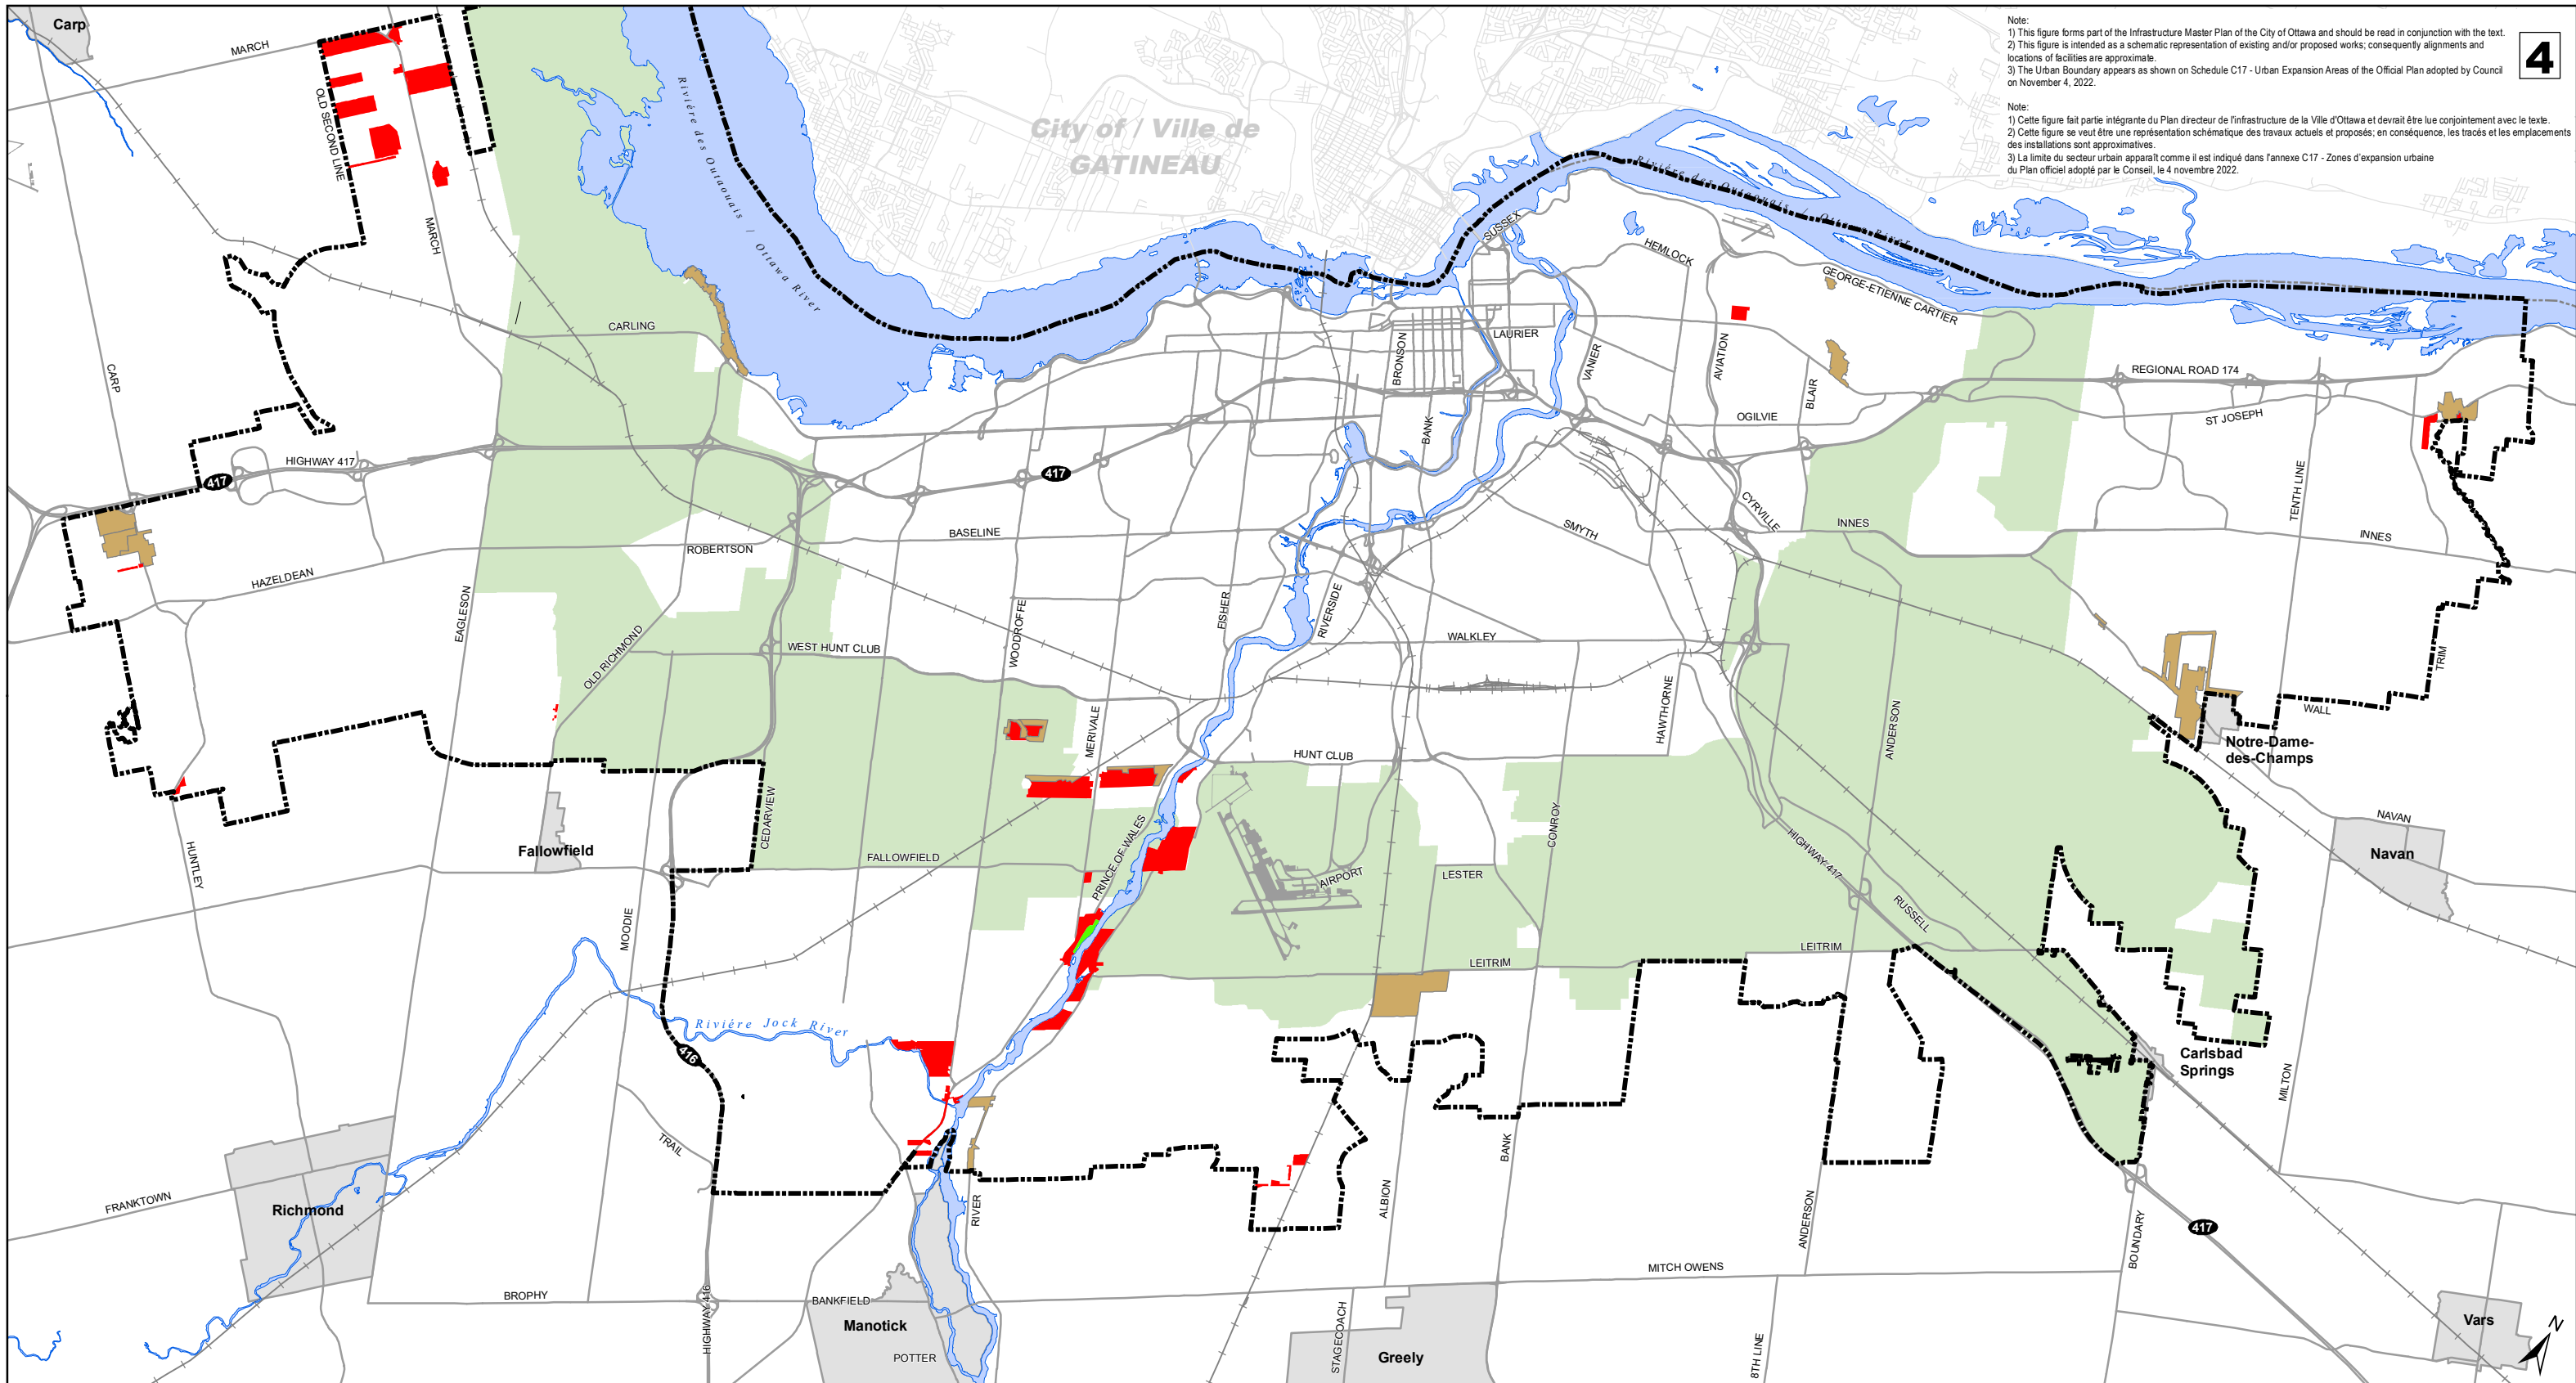 Note:
1) This figure forms part of the Infrastructure Master Plan of the City of Ottawa and should be read in conjunction with the text.
2) This figure is intended as a schematic representation of existing and/or proposed works; consequently alignments and
locations of facilities are approximate.
3) The Urban Boundary appears as shown on Schedule C17 - Urban Expansion Areas of the Official Plan adopted by Council
on November 4, 2022.
Note:
1) Cette figure fait partie intégrante du Plan directeur de l'infrastructure de la Ville d'Ottawa et devrait être lue conjointement avec le texte.
2) Cette figure se veut être une représentation schématique des travaux actuels et proposés; en conséquence, les tracés et les emplacements
des installations sont approximatives.
3) La limite du secteur urbain apparaît comme il est indiqué dans l'annexe C17 - Zones d'expansion urbaine
du Plan officiel adopté par le Conseil, le 4 novembre 2022.
4
Carp
MARCH
OLD SECOND LINE
MARCH
CARP
City of / Ville de
GATINEAU
Rivière des Outaouais / Ottawa River
Rivière des Outaouais / Ottawa River
SUSSEX
HEMLOCK
GEORGE-ETIENNE CARTIER
CARLING
LAURIER
BRONSON
VANIER
AVIATION
BLAIR
REGIONAL ROAD 174
OGILVIE
ST JOSEPH
BANK
HIGHWAY 417
417
417
TENTH LINE
CYRVILLE
INNES
INNES
SMYTH
BASELINE
ROBERTSON
HAZELDEAN
EAGLESON
OLD RICHMOND
WEST HUNT CLUB
WOODROFFE
FISHER
RIVERSIDE
WALKLEY
TRIM
WALL
HAWTHORNE
ANDERSON
MERIVALE
HUNT CLUB
Notre-Dame-
des-Champs
CEDARVIEW
PRINCE OF WALES
CONROY
HIGHWAY 417
NAVAN
Navan
Fallowfield
FALLOWFIELD
HUNTLEY
AIRPORT
LESTER
RUSSELL
MOODIE
LEITRIM
LEITRIM
Rivière Jock River
416
Carlsbad
Springs
MILTON
TRAIL
BANK
FRANKTOWN
Richmond
RIVER
ALBION
ANDERSON
BOUNDARY
417
MITCH OWENS
BROPHY
HIGHWAY 416
BANKFIELD
Manotick
POTTER
STAGECOACH
Greely
8TH LINE
Vars
N